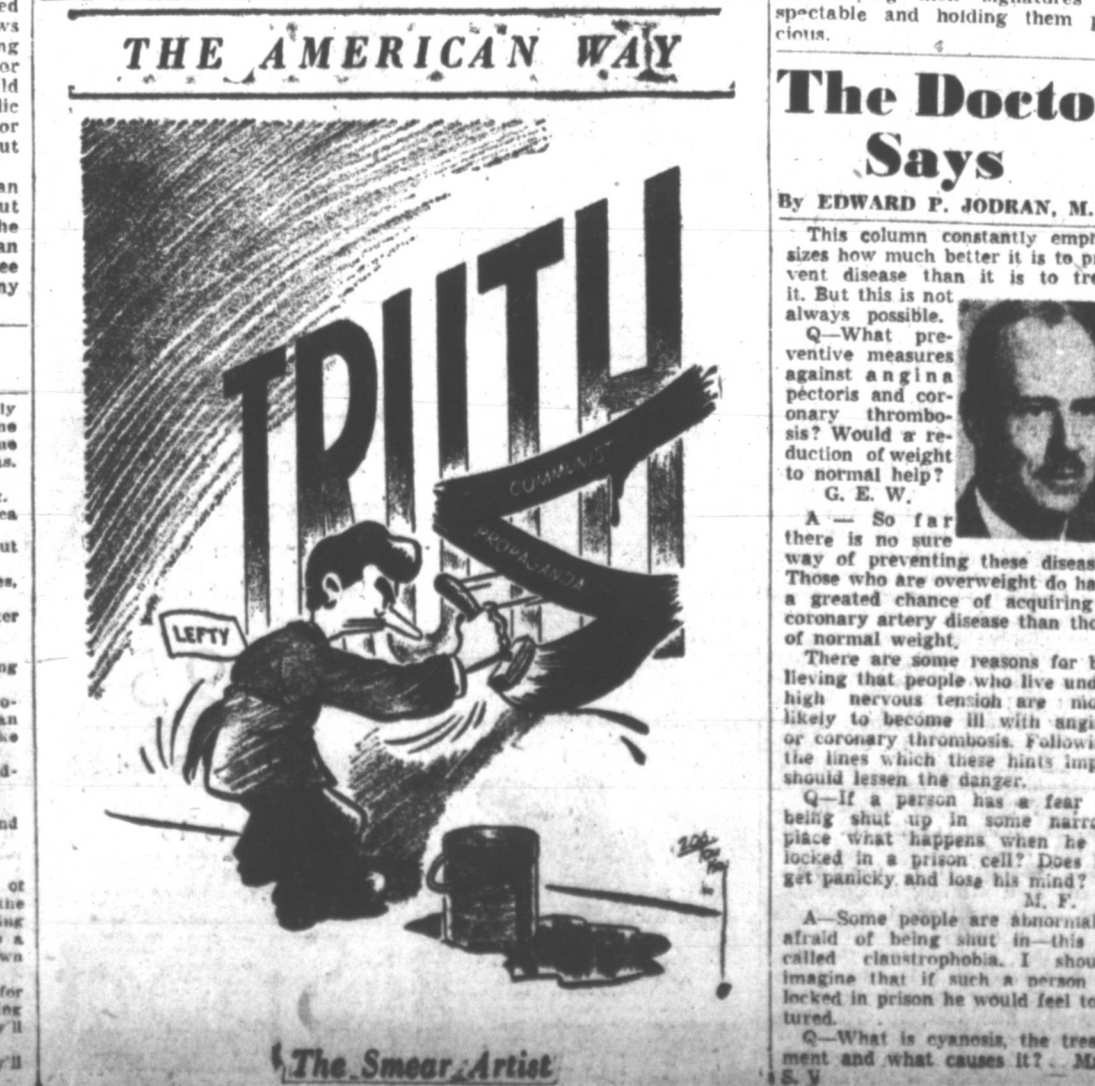 THE AMERICAN WAY
TRUTH
COMMUNIST
PROPAGANDA
LEFTY
The Smear Artist
spectable and holding them
cious.
The Docto
Says
By EDWARD P. JODRAN, M.
This column constantly emph
sizes how much better it is to pr
vent disease than it is to tre
it. But this is not
always possible.
Q—What pre-
ventive measures
against angina
pectoris and cor-
onary thrombo-
sis? Would a re-
duction of weight
to normal help?
G. E. W.
A — So far
there is no sure
way of preventing these diseas
Those who are overweight do ha
a greated chance of acquiring
coronary artery disease than tho
of normal weight.
There are some reasons for b
lieving that people who live und
high nervous tensioh are mo
likely to become ill with angi
or coronary thrombosis. Followi
the lines which these hints imp
should lessen the danger.
Q—If a person has a fear
being shut up in some narro
place what happens when he
locked in a prison cell? Does
get panicky and lose his mind?
M. F.
A—Some people are abnormal
afraid of being shut in—this
called claustrophobia. I shou
imagine that if such a person
locked in prison he would feel to
tured.
Q—What is cyanosis, the trea
ment and what causes it? M
S. V